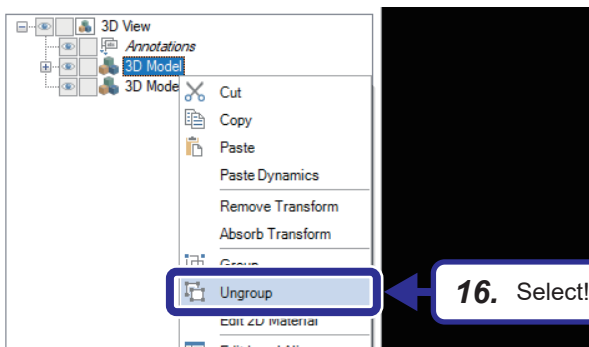 3D View
Annotations
3D Model
3D Mode
Cut
Copy
Paste
Paste Dynamics
Remove Transform
Absorb Transform
Group
Ungroup
16. Select!
Edit 2D Material